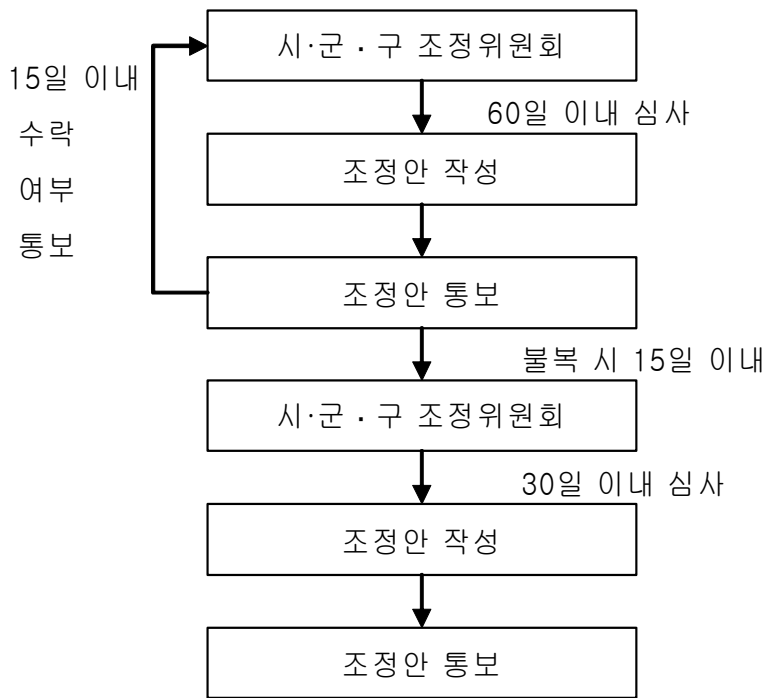 시·군·구 조정위원회
15일 이내
수락
여부
통보
60일 이내 심사
조정안 작성
조정안 통보
불복 시 15일 이내
시·군·구 조정위원회
30일 이내 심사
조정안 작성
조정안 통보